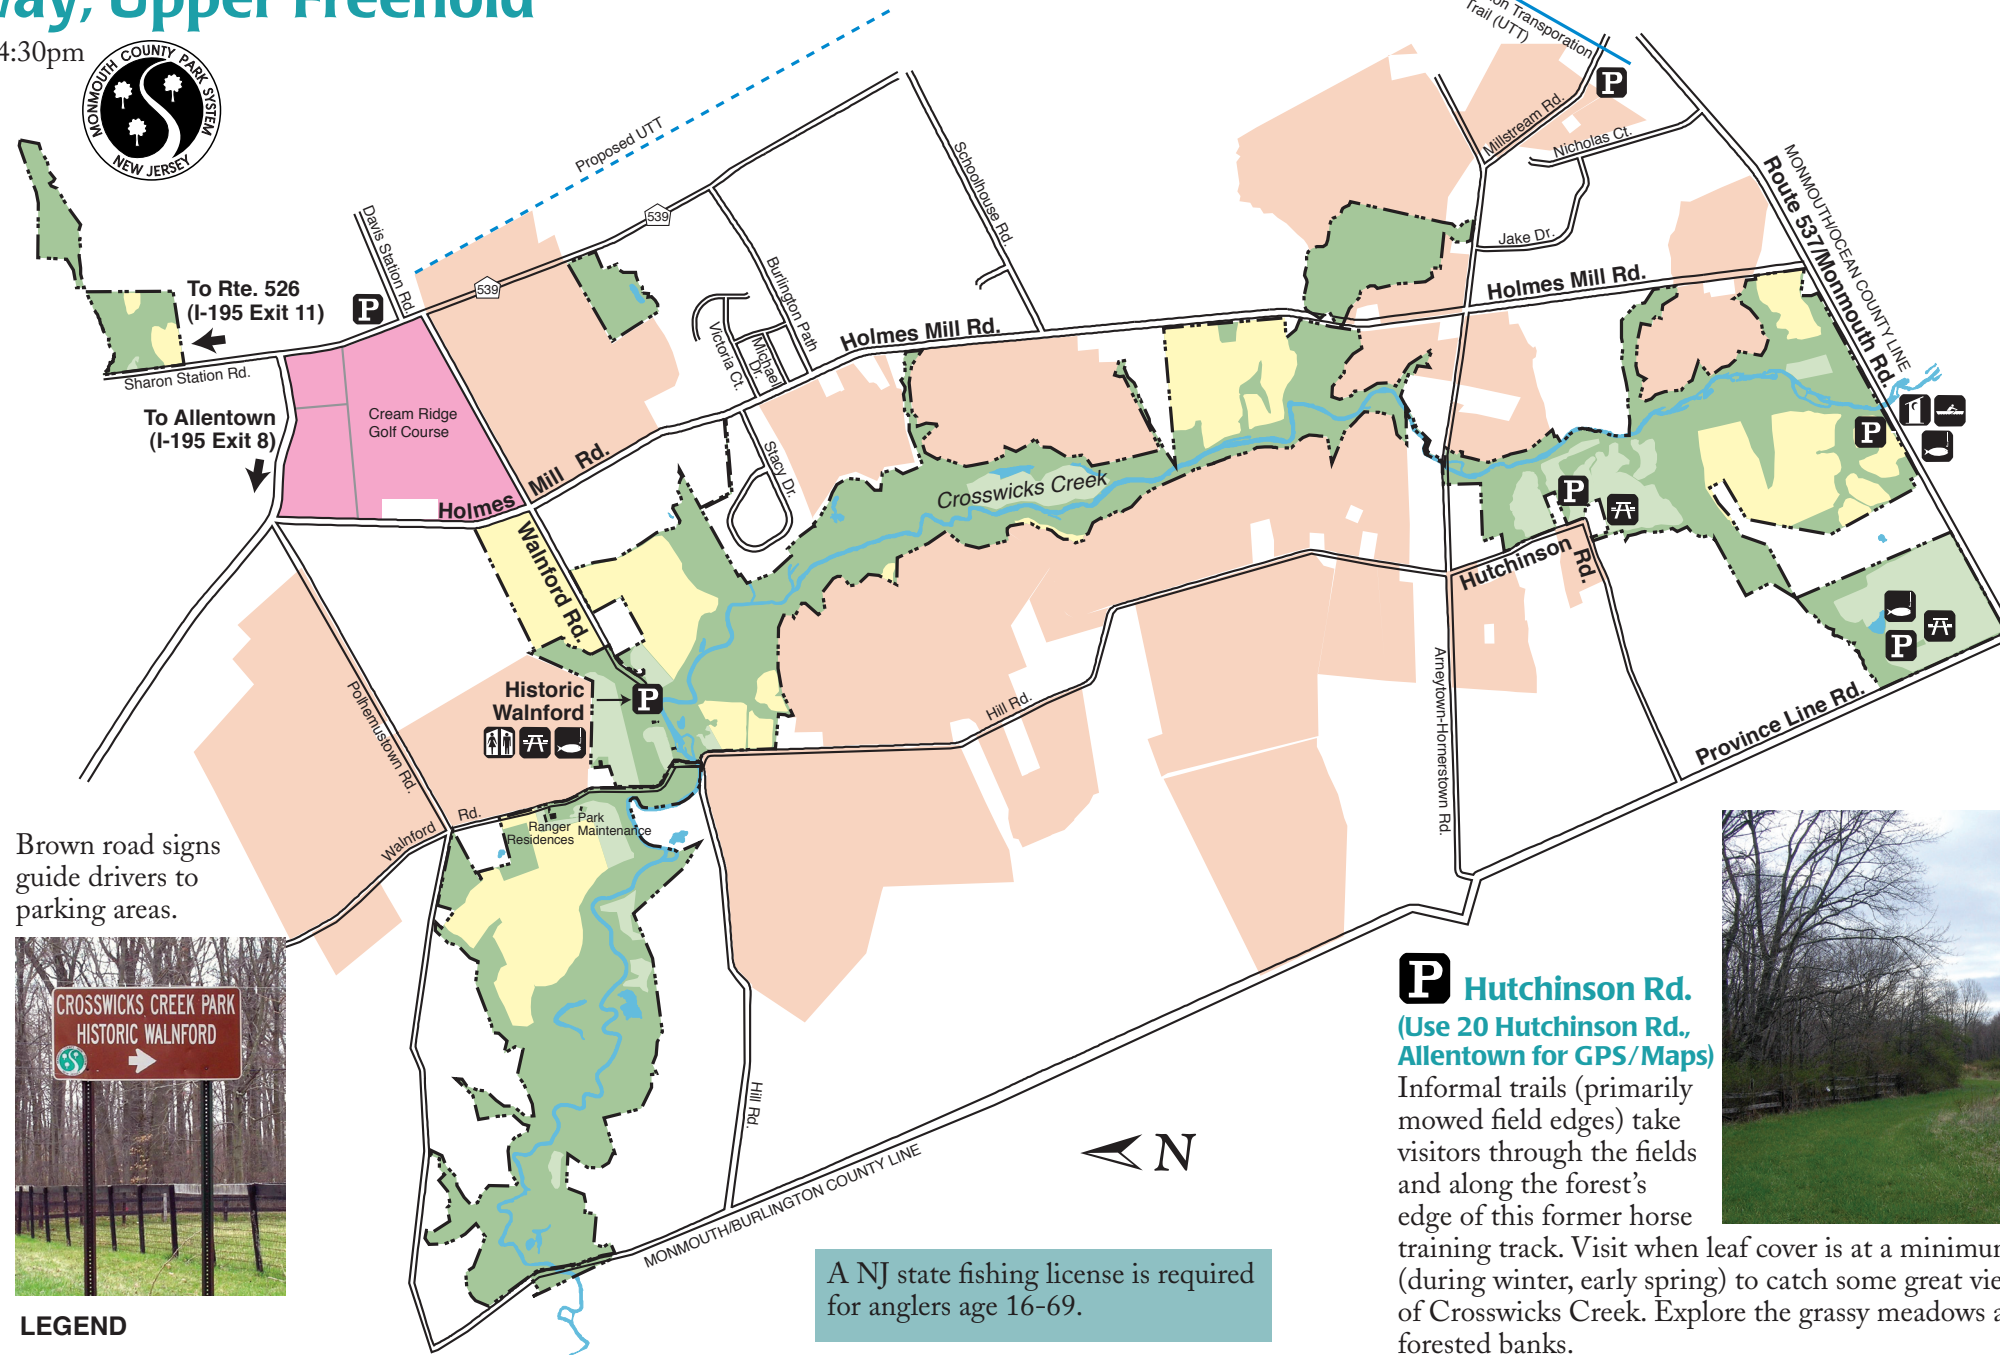 way, Upper Freehold
4:30pm
MONMOUTH COUNTY PARK SYSTEM
NEW JERSEY
Trail (UTT)
Transporation
Proposed UTT
P
Millstream Rd.
Nicholas Ct.
MONMOUTH/OCEAN COUNTY LINE
Route 537/Monmouth Rd.
Schoolhouse Rd.
Davis Station Rd.
539
539
Jake Dr.
Burlington Path
Holmes Mill Rd.
To Rte. 526
(I-195 Exit 11)
P
Holmes Mill Rd.
Victoria Ct.
Michael
Dr.
Sharon Station Rd.
To Allentown
(I-195 Exit 8)
Cream Ridge
Golf Course
P
Stacy Dr.
Holmes Mill Rd.
Crosswicks Creek
P
Walnford Rd.
Hutchinson Rd.
P
Arneytown-Hornerstown Rd.
Polhemustown Rd.
Historic
Walnford
P
Hill Rd.
Province Line Rd.
Walnford Rd.
Ranger
Residences
Park
Maintenance
Brown road signs
guide drivers to
parking areas.
CROSSWICKS CREEK PARK
HISTORIC WALNFORD
Hill Rd.
MONMOUTH/BURLINGTON COUNTY LINE
N
A NJ state fishing license is required
for anglers age 16-69.
LEGEND
P Hutchinson Rd.
(Use 20 Hutchinson Rd.,
Allentown for GPS/Maps)
Informal trails (primarily
mowed field edges) take
visitors through the fields
and along the forest’s
edge of this former horse
training track. Visit when leaf cover is at a minimum
(during winter, early spring) to catch some great vie
of Crosswicks Creek. Explore the grassy meadows a
forested banks.